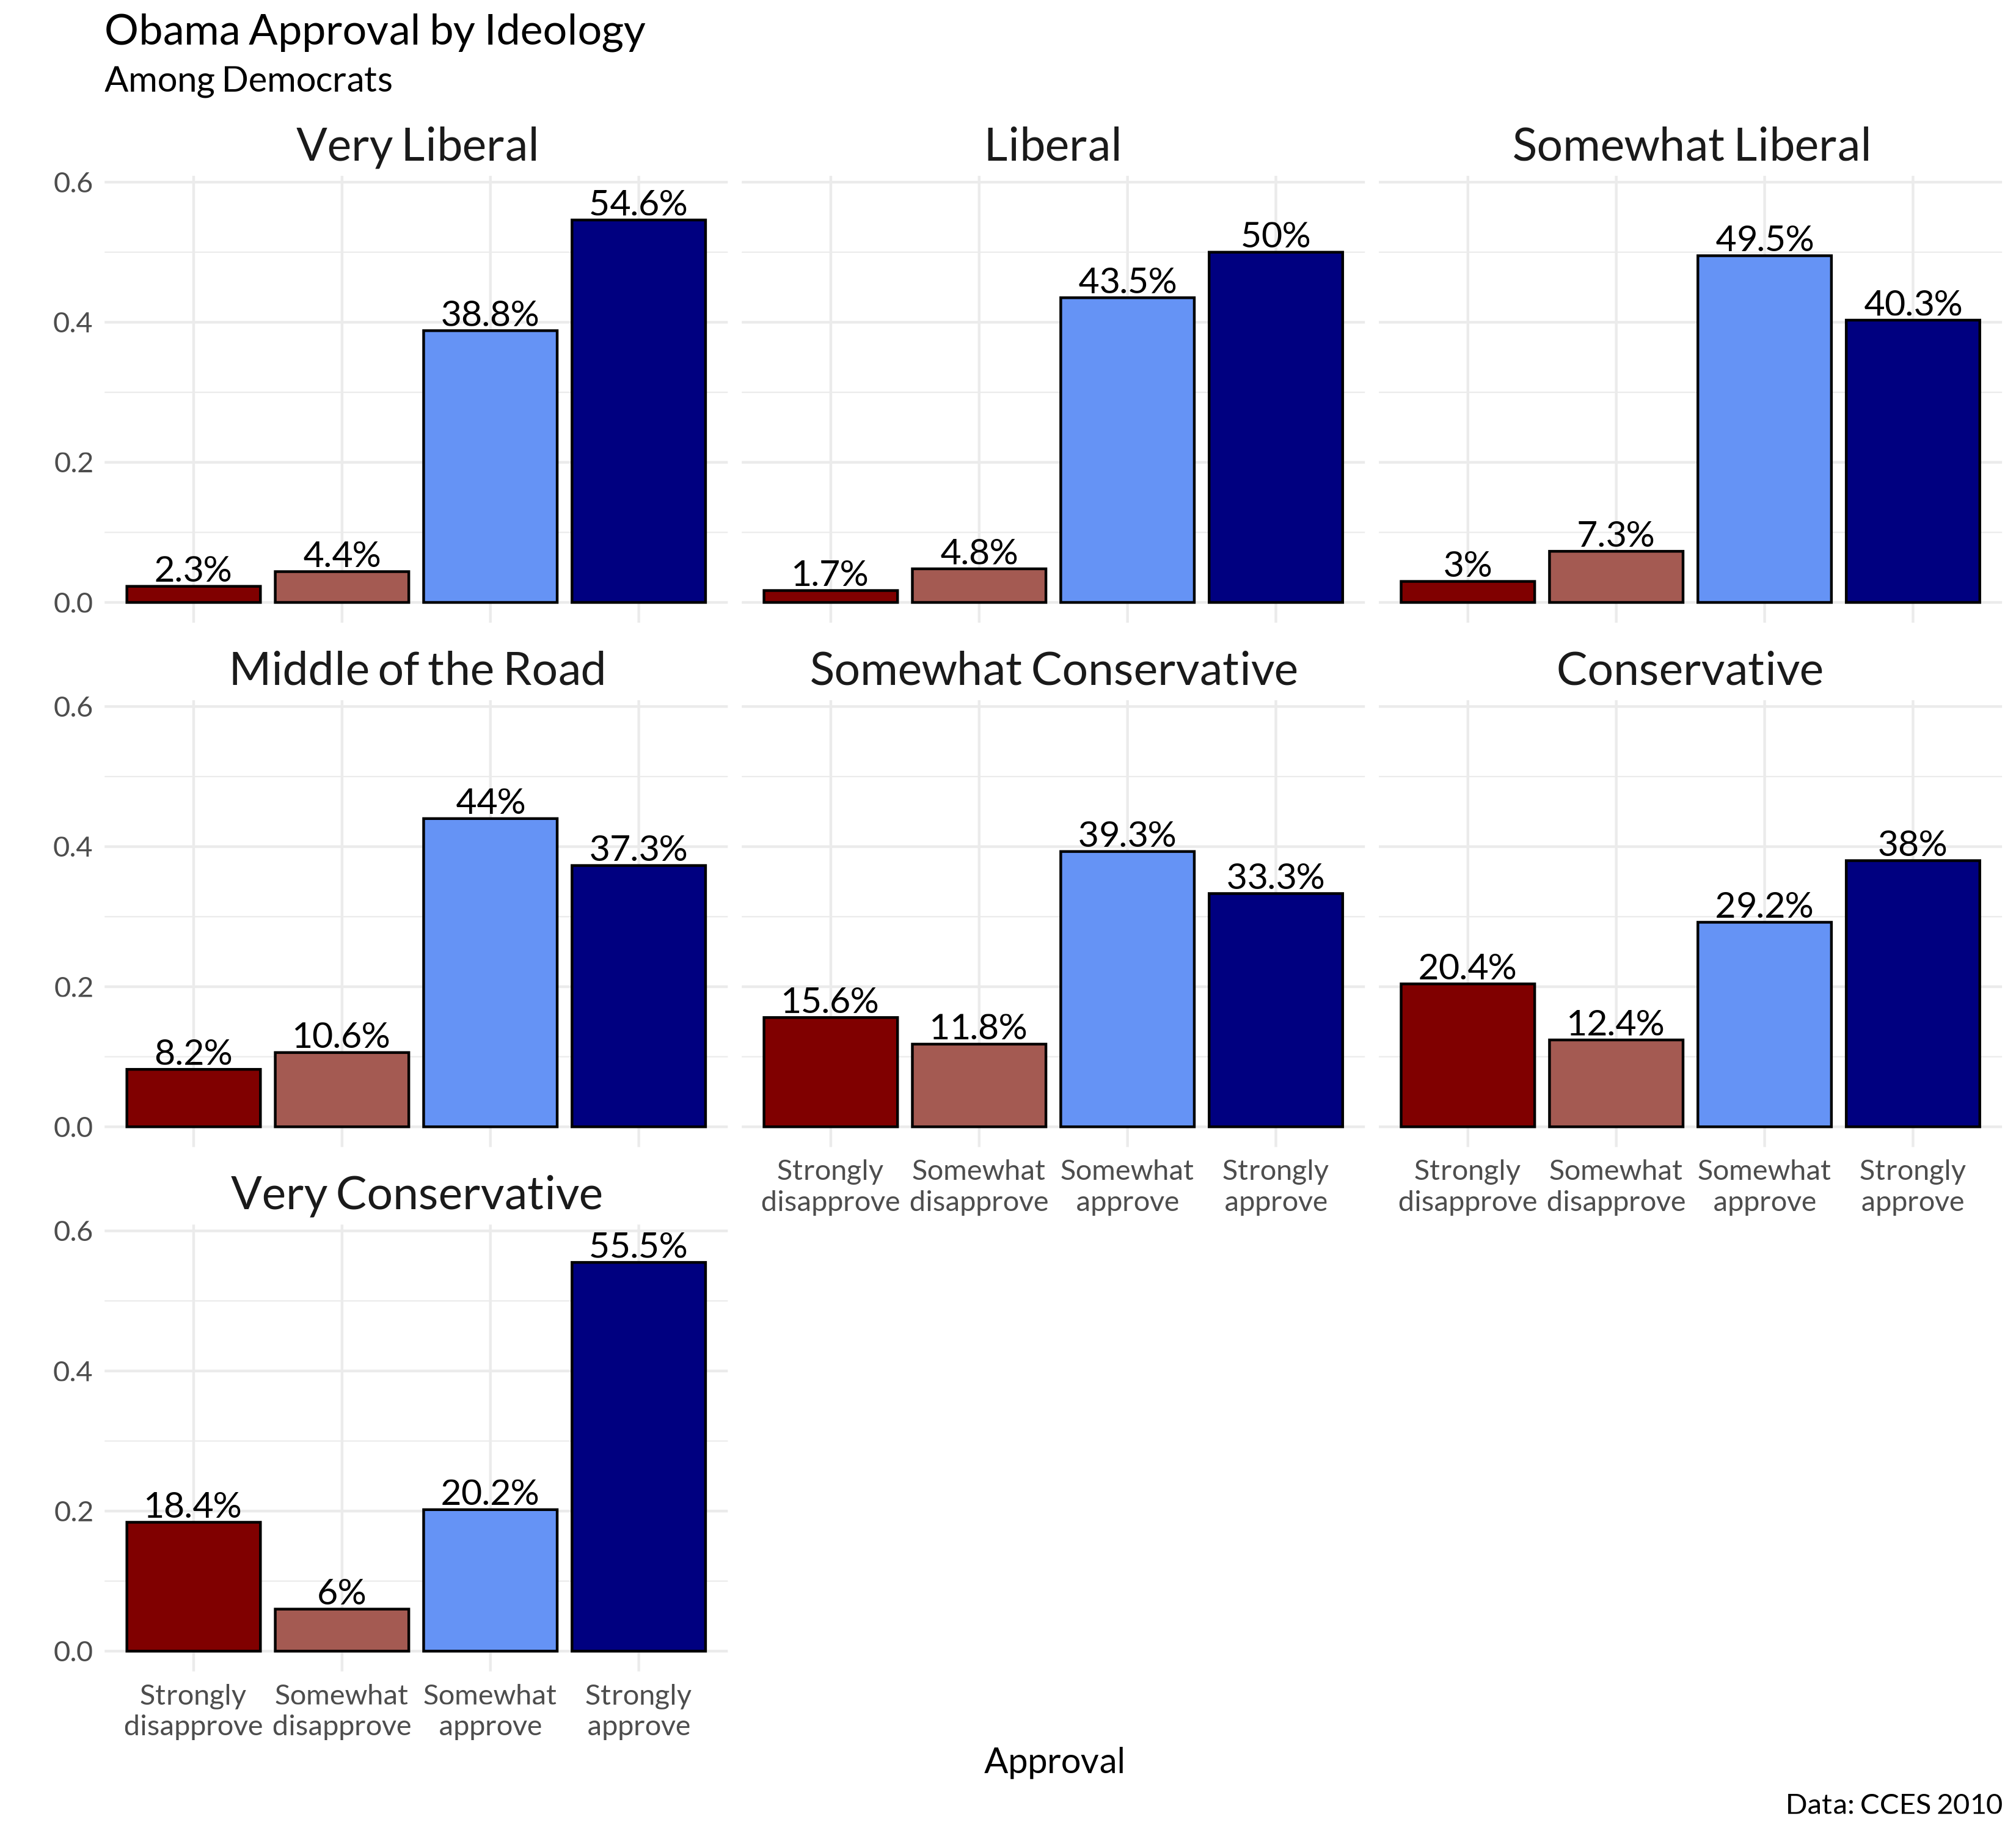 Obama Approval by Ideology
Among Democrats
Very Liberal
Liberal
Somewhat Liberal
0.6
0.4
0.2
0.0
2.3%
4.4%
38.8%
54.6%
1.7%
4.8%
43.5%
50%
3%
7.3%
49.5%
40.3%
Middle of the Road
Somewhat Conservative
Conservative
0.6
0.4
0.2
0.0
8.2%
10.6%
44%
37.3%
15.6%
11.8%
39.3%
33.3%
20.4%
12.4%
29.2%
38%
Strongly disapprove
Somewhat disapprove
Somewhat approve
Strongly approve
Strongly disapprove
Somewhat disapprove
Somewhat approve
Strongly approve
Very Conservative
0.6
0.4
0.2
0.0
18.4%
6%
20.2%
55.5%
Strongly disapprove
Somewhat disapprove
Somewhat approve
Strongly approve
Approval
Data: CCES 2010